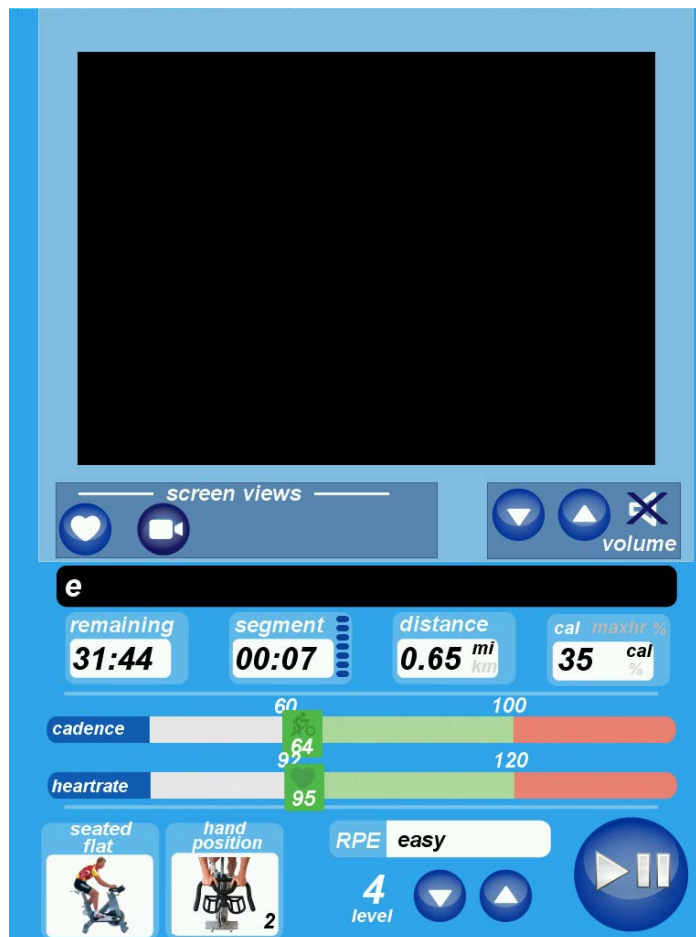 screen views
volume
e
remaining
segment
distance
cal maxhr %
31:44
00:07
0.65 mi km
35 cal %
60 100
cadence
64
92 120
heartrate
95
seated flat
hand position
2
RPE easy
4
level